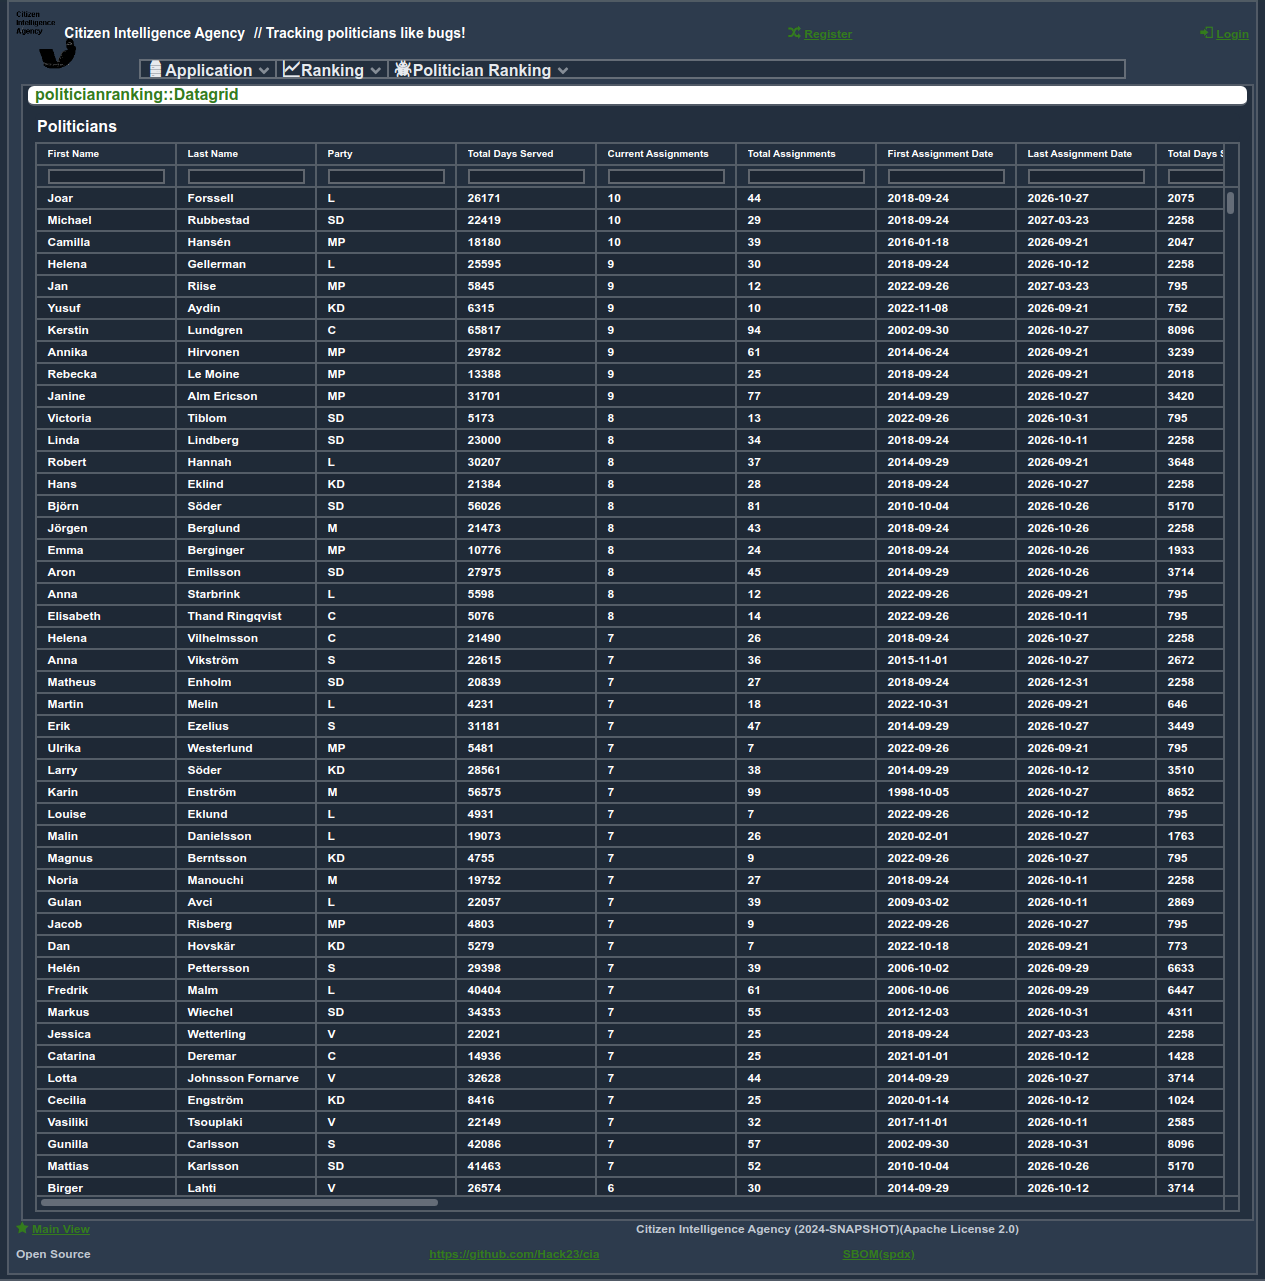 Citizen
Intelligence
Agency
Citizen Intelligence Agency // Tracking politicians like bugs!
Register
Login
Application Ranking Politician Ranking
politicianranking::Datagrid
Politicians
First Name Last Name Party Total Days Served Current Assignments Total Assignments First Assignment Date Last Assignment Date Total Days
Joar Forssell L 26171 10 44 2018-09-24 2026-10-27 2075
Michael Rubbestad SD 22419 10 29 2018-09-24 2027-03-23 2258
Camilla Hansén MP 18180 10 39 2016-01-18 2026-09-21 2047
Helena Gellerman L 25595 9 30 2018-09-24 2026-10-12 2258
Jan Riise MP 5845 9 12 2022-09-26 2027-03-23 795
Yusuf Aydin KD 6315 9 10 2022-11-08 2026-09-21 752
Kerstin Lundgren C 65817 9 94 2002-09-30 2026-10-27 8096
Annika Hirvonen MP 29782 9 61 2014-06-24 2026-09-21 3239
Rebecka Le Moine MP 13388 9 25 2018-09-24 2026-09-21 2018
Janine Alm Ericson MP 31701 9 77 2014-09-29 2026-10-27 3420
Victoria Tiblom SD 5173 8 13 2022-09-26 2026-10-31 795
Linda Lindberg SD 23000 8 34 2018-09-24 2026-10-11 2258
Robert Hannah L 30207 8 37 2014-09-29 2026-09-21 3648
Hans Eklind KD 21384 8 28 2018-09-24 2026-10-27 2258
Björn Söder SD 56026 8 81 2010-10-04 2026-10-26 5170
Jörgen Berglund M 21473 8 43 2018-09-24 2026-10-26 2258
Emma Berginger MP 10776 8 24 2018-09-24 2026-10-26 1933
Aron Emilsson SD 27975 8 45 2014-09-29 2026-10-26 3714
Anna Starbrink L 5598 8 12 2022-09-26 2026-09-21 795
Elisabeth Thand Ringqvist C 5076 8 14 2022-09-26 2026-10-11 795
Helena Vilhelmsson C 21490 7 26 2018-09-24 2026-10-27 2258
Anna Vikström S 22615 7 36 2015-11-01 2026-10-27 2672
Matheus Enholm SD 20839 7 27 2018-09-24 2026-12-31 2258
Martin Melin L 4231 7 18 2022-10-31 2026-09-21 646
Erik Ezelius S 31181 7 47 2014-09-29 2026-10-27 3449
Ulrika Westerlund MP 5481 7 7 2022-09-26 2026-09-21 795
Larry Söder KD 28561 7 38 2014-09-29 2026-10-12 3510
Karin Enström M 56575 7 99 1998-10-05 2026-10-27 8652
Louise Eklund L 4931 7 7 2022-09-26 2026-10-12 795
Malin Danielsson L 19073 7 26 2020-02-01 2026-10-27 1763
Magnus Berntsson KD 4755 7 9 2022-09-26 2026-10-27 795
Noria Manouchi M 19752 7 27 2018-09-24 2026-10-11 2258
Gulan Avci L 22057 7 39 2009-03-02 2026-10-11 2869
Jacob Risberg MP 4803 7 9 2022-09-26 2026-10-27 795
Dan Hovskär KD 5279 7 7 2022-10-18 2026-09-21 773
Helén Pettersson S 29398 7 39 2006-10-02 2026-09-29 6633
Fredrik Malm L 40404 7 61 2006-10-06 2026-09-29 6447
Markus Wiechel SD 34353 7 55 2012-12-03 2026-10-31 4311
Jessica Wetterling V 22021 7 25 2018-09-24 2027-03-23 2258
Catarina Deremar C 14936 7 25 2021-01-01 2026-10-12 1428
Lotta Johnsson Fornarve V 32628 7 44 2014-09-29 2026-10-27 3714
Cecilia Engström KD 8416 7 25 2020-01-14 2026-10-12 1024
Vasiliki Tsouplaki V 22149 7 32 2017-11-01 2026-10-11 2585
Gunilla Carlsson S 42086 7 57 2002-09-30 2028-10-31 8096
Mattias Karlsson SD 41463 7 52 2010-10-04 2026-10-26 5170
Birger Lahti V 26574 6 30 2014-09-29 2026-10-12 3714
Main View
Citizen Intelligence Agency (2024-SNAPSHOT)(Apache License 2.0)
Open Source
https://github.com/Hack23/cia
SBOM(spdx)